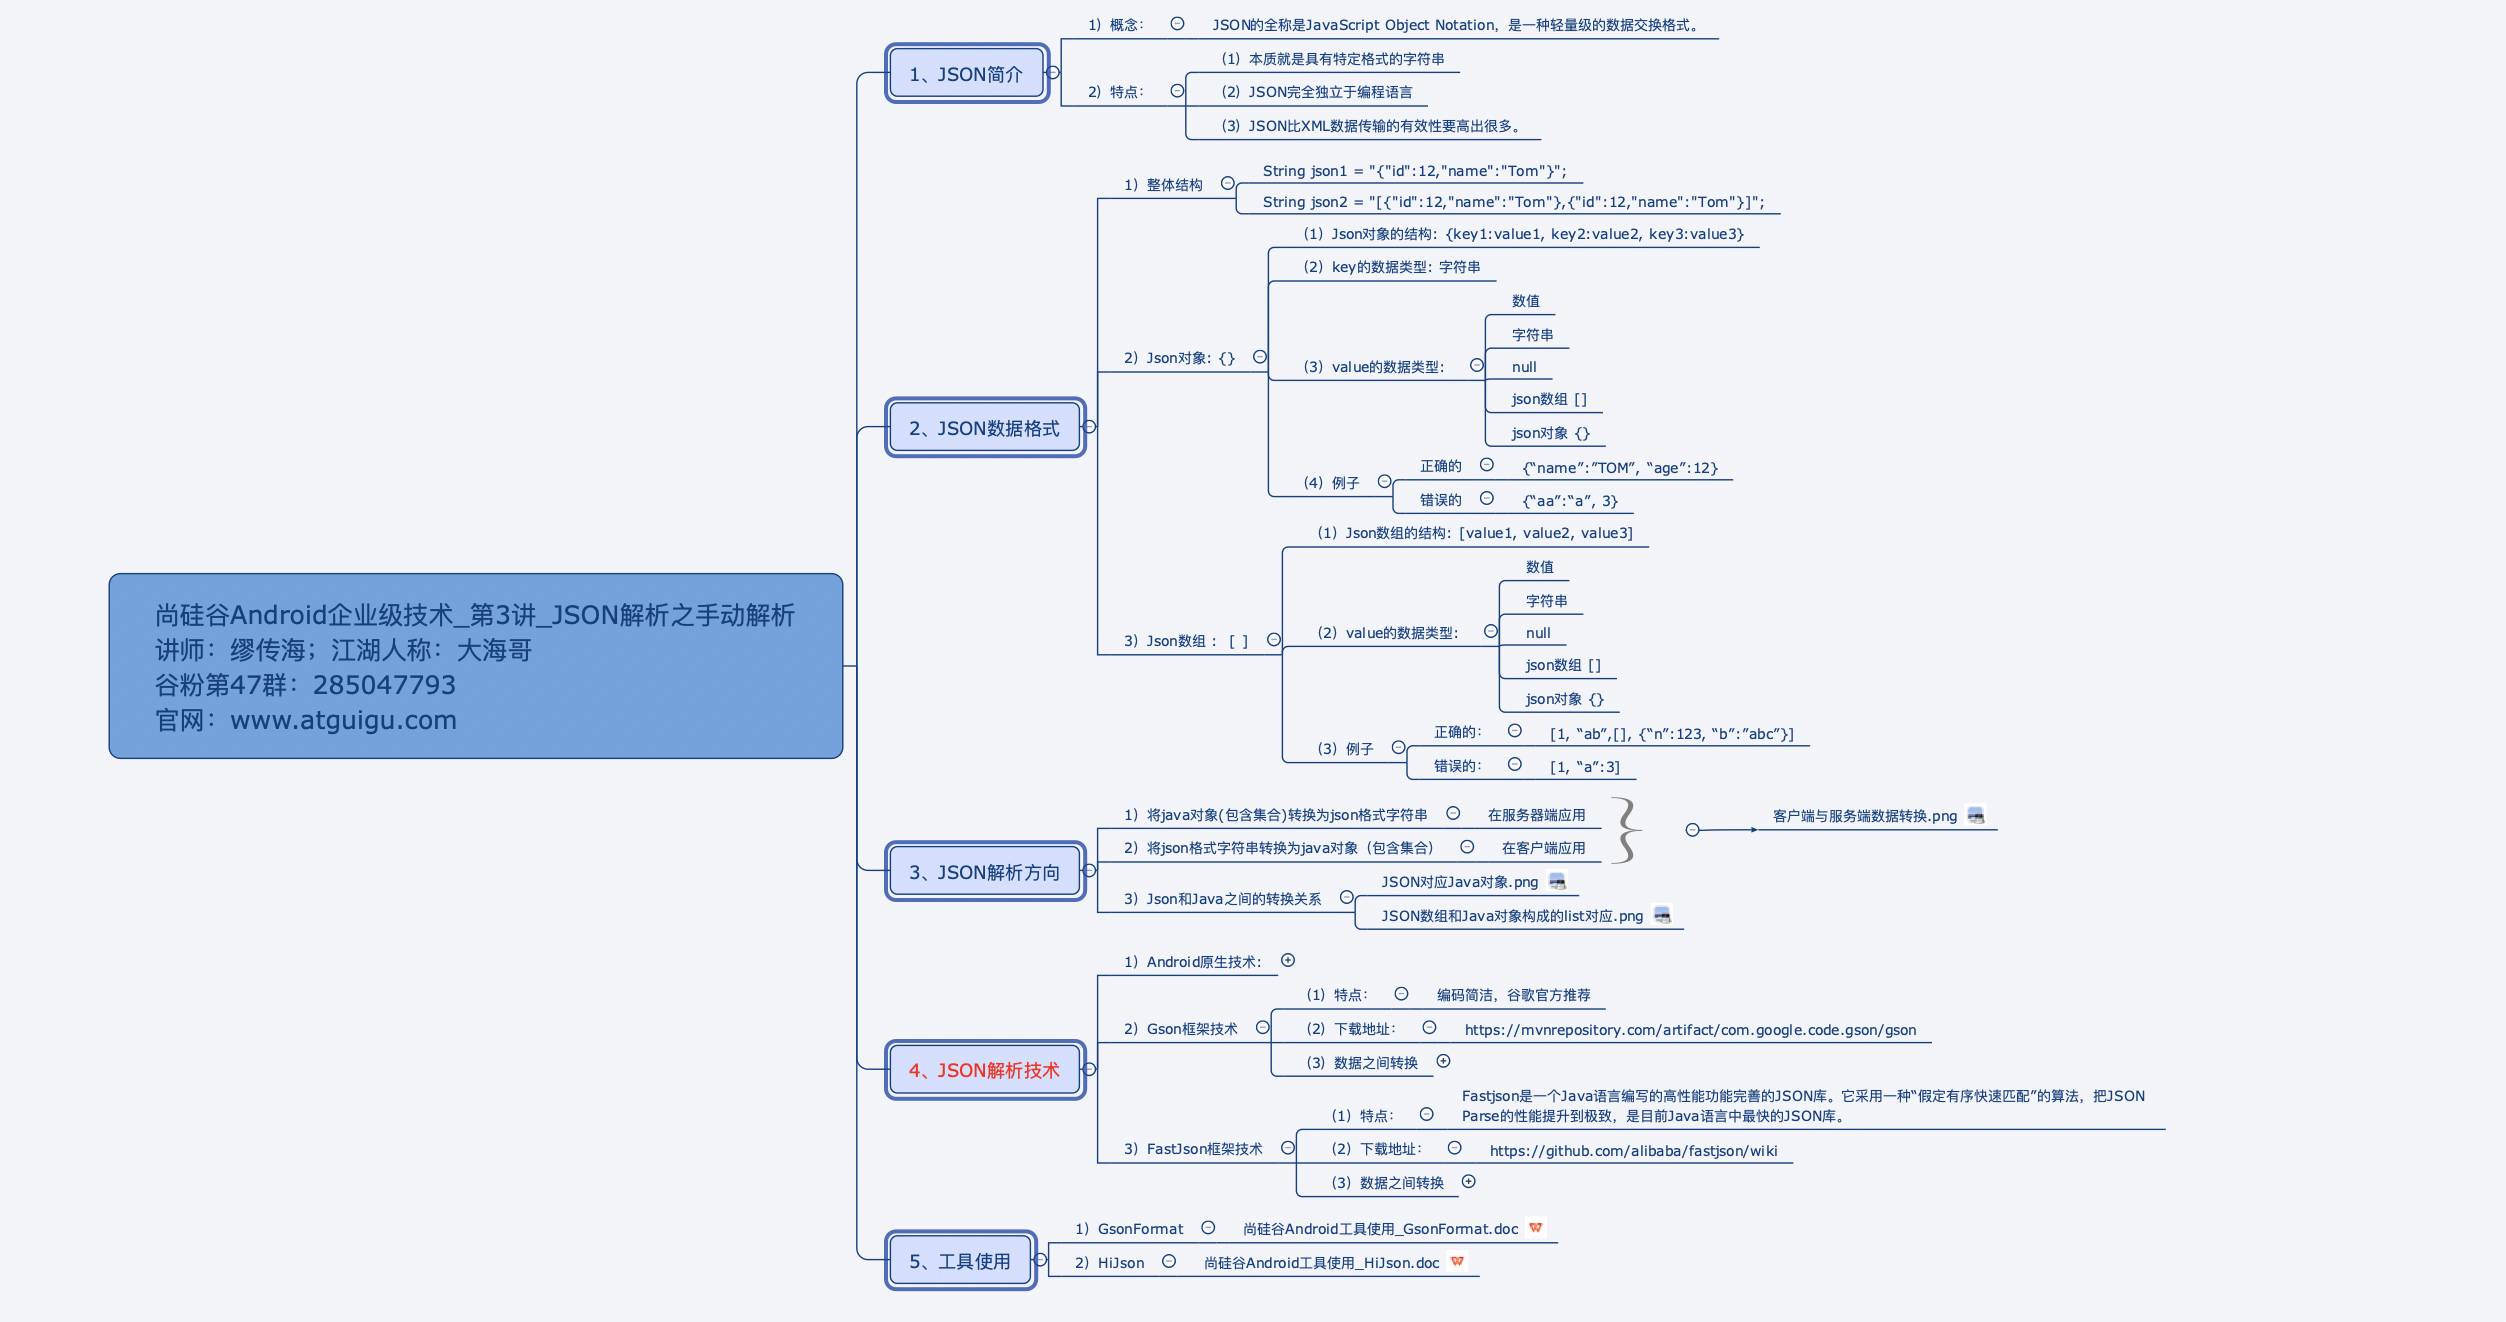 尚硅谷Android企业级技术_第3讲_JSON解析之手动解析
讲师：缪传海；江湖人称：大海哥
谷粉第47群：285047793
官网：www.atguigu.com
1、JSON简介
1）概念：
JSON的全称是JavaScript Object Notation，是一种轻量级的数据交换格式。
2）特点：
（1）本质就是具有特定格式的字符串
（2）JSON完全独立于编程语言
（3）JSON比XML数据传输的有效性要高出很多。
2、JSON数据格式
1）整体结构
String json1 = "{"id":12,"name":"Tom"}";
String json2 = "[{"id":12,"name":"Tom"},{"id":12,"name":"Tom"}]";
2）Json对象: {}
（1）Json对象的结构: {key1:value1, key2:value2, key3:value3}
（2）key的数据类型: 字符串
（3）value的数据类型:
数值
字符串
null
json数组 []
json对象 {}
（4）例子
正确的
{“name”:”TOM”, “age”:12}
错误的
{“aa”:“a”, 3}
3）Json数组 :  [ ]
（1）Json数组的结构: [value1, value2, value3]
（2）value的数据类型:
数值
字符串
null
json数组 []
json对象 {}
（3）例子
正确的：
[1, “ab”,[], {“n”:123, “b”:”abc”}]
错误的：
[1, “a”:3]
3、JSON解析方向
1）将java对象(包含集合)转换为json格式字符串
在服务器端应用
2）将json格式字符串转换为java对象（包含集合）
在客户端应用
客户端与服务端数据转换.png
3）Json和Java之间的转换关系
JSON对应Java对象.png
JSON数组和Java对象构成的list对应.png
4、JSON解析技术
1）Android原生技术:
2）Gson框架技术
（1）特点：
编码简洁，谷歌官方推荐
（2）下载地址：
https://mvnrepository.com/artifact/com.google.code.gson/gson
（3）数据之间转换
3）FastJson框架技术
（1）特点：
Fastjson是一个Java语言编写的高性能功能完善的JSON库。它采用一种“假定有序快速匹配”的算法，把JSON
Parse的性能提升到极致，是目前Java语言中最快的JSON库。
（2）下载地址：
https://github.com/alibaba/fastjson/wiki
（3）数据之间转换
5、工具使用
1）GsonFormat
尚硅谷Android工具使用_GsonFormat.doc
2）HiJson
尚硅谷Android工具使用_HiJson.doc